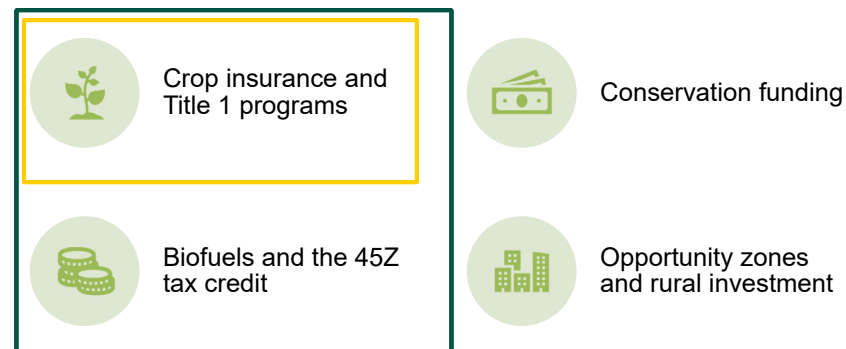 Crop insurance and
Title 1 programs
Conservation funding
Biofuels and the 45Z
tax credit
Opportunity zones
and rural investment